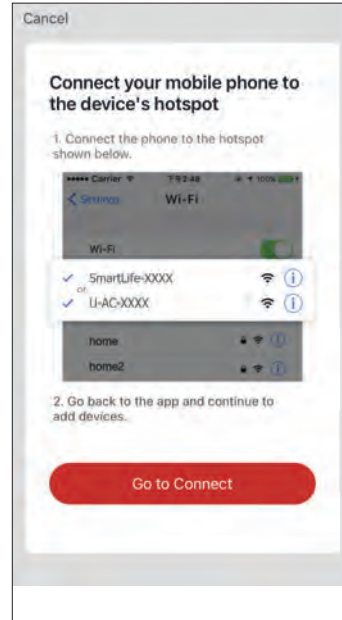 Cancel
Connect your mobile phone to
the device's hotspot
1. Connect the phone to the hotspot
shown below.
Carrier
100%
Settings Wi-Fi
Wi-Fi
SmartLife-XXXX
or
U-AC-XXXX
home
home2
2. Go back to the app and continue to
add devices.
Go to Connect